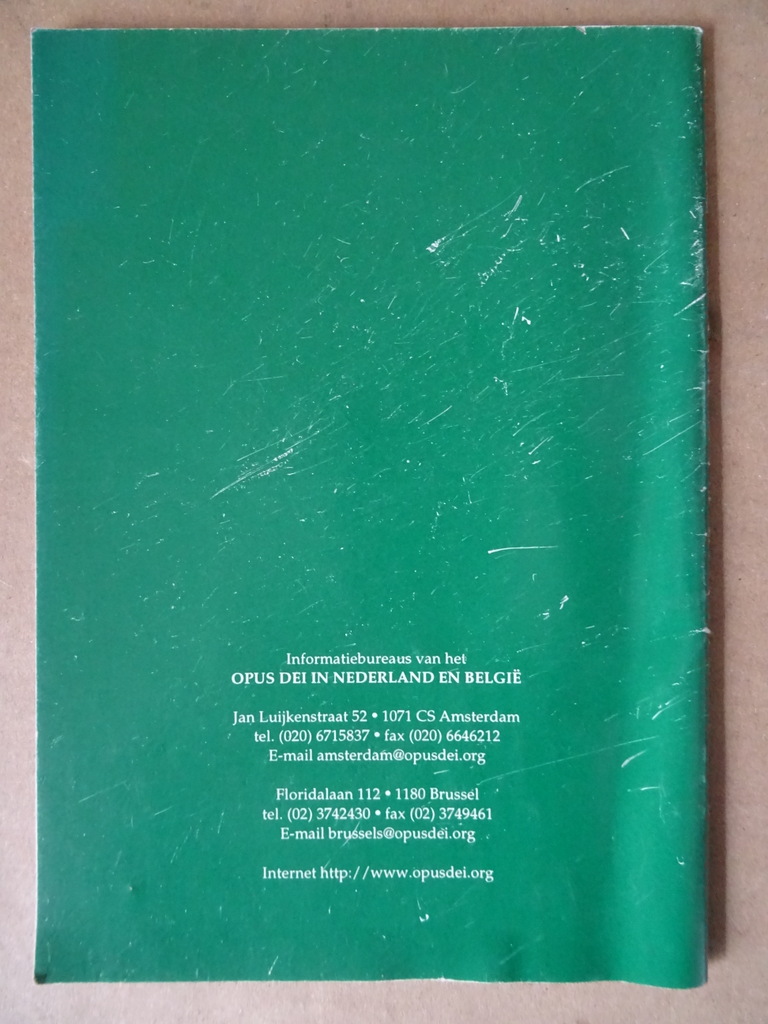 Informatiebureaus van het
OPUS DEI IN NEDERLAND EN BELGIË
Jan Luijkenstraat 52 • 1071 CS Amsterdam
tel. (020) 6715837 • fax (020) 6646212
E-mail amsterdam@opusdei.org
Floridalaan 112 • 1180 Brussel
tel. (02) 3742430 • fax (02) 3749461
E-mail brussels@opusdei.org
Internet http://www.opusdei.org